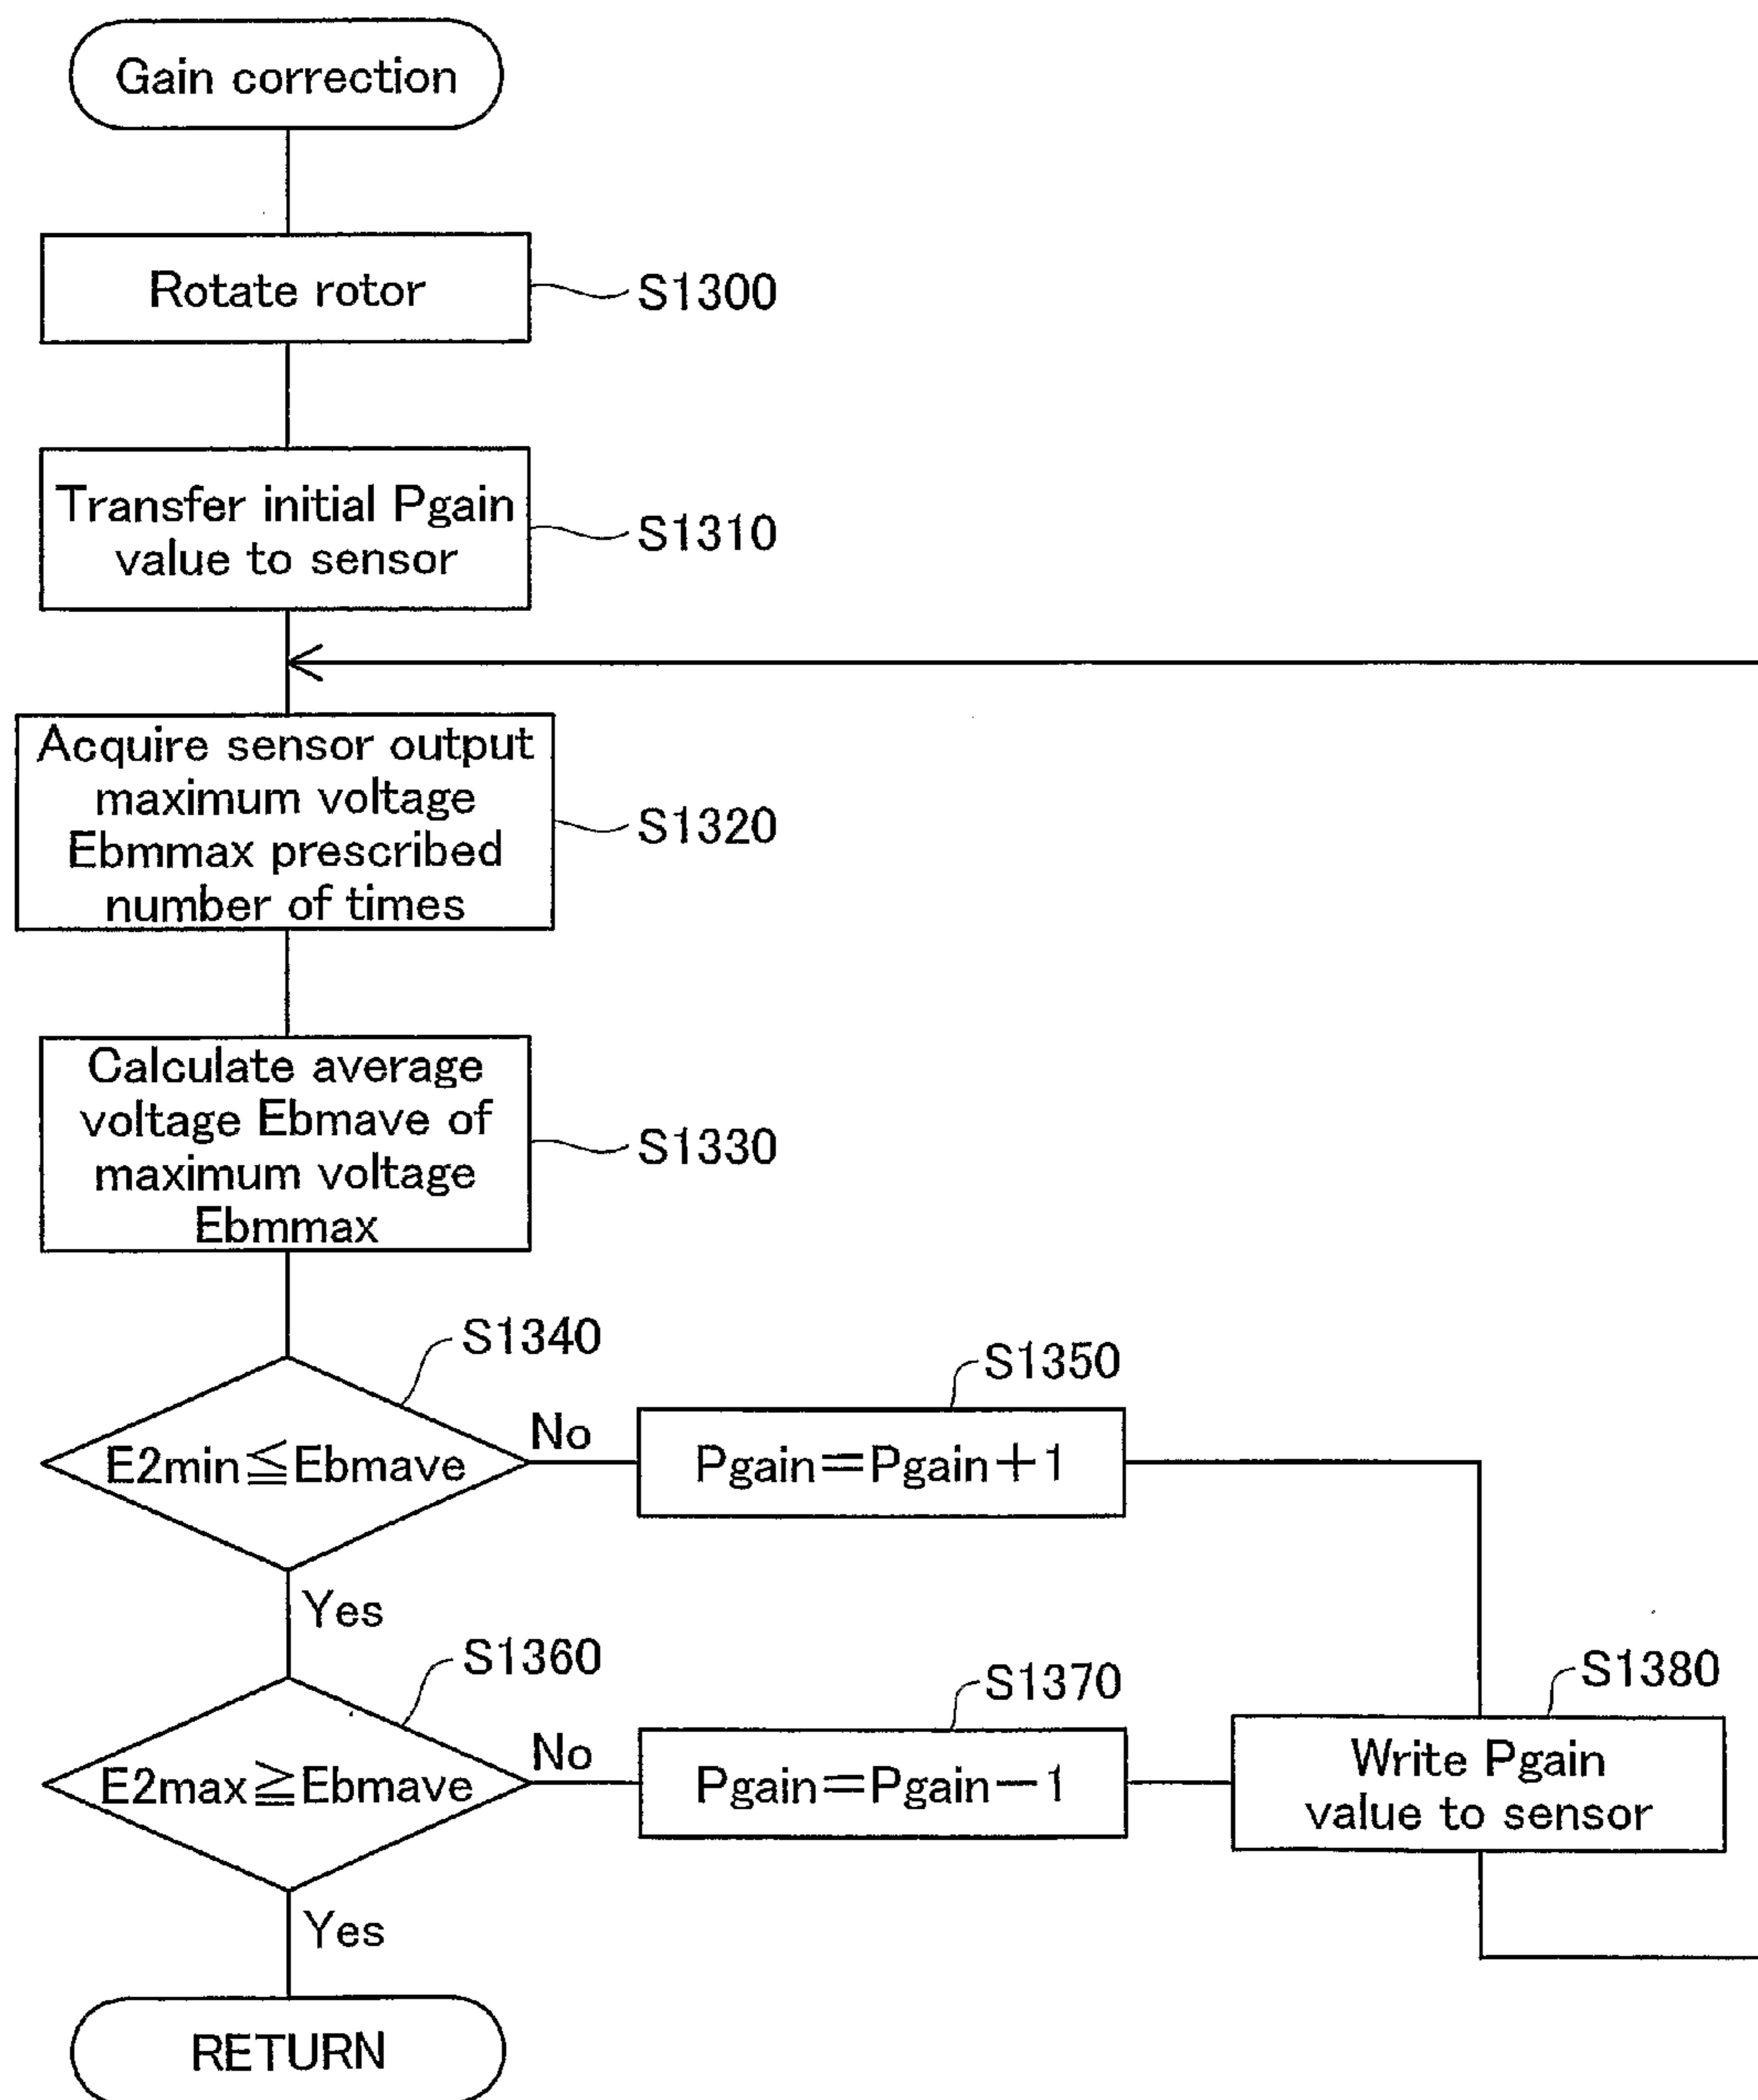 Gain correction
Rotate rotor
S1300
Transfer initial Pgain
value to sensor
S1310
Acquire sensor output
maximum voltage
Ebmmax prescribed
number of times
S1320
Calculate average
voltage Ebmave of
maximum voltage
Ebmmax
S1330
S1340
E2min≦Ebmave
No
S1350
Pgain=Pgain+1
Yes
S1360
E2max≧Ebmave
No
S1370
Pgain=Pgain−1
S1380
Write Pgain
value to sensor
Yes
RETURN